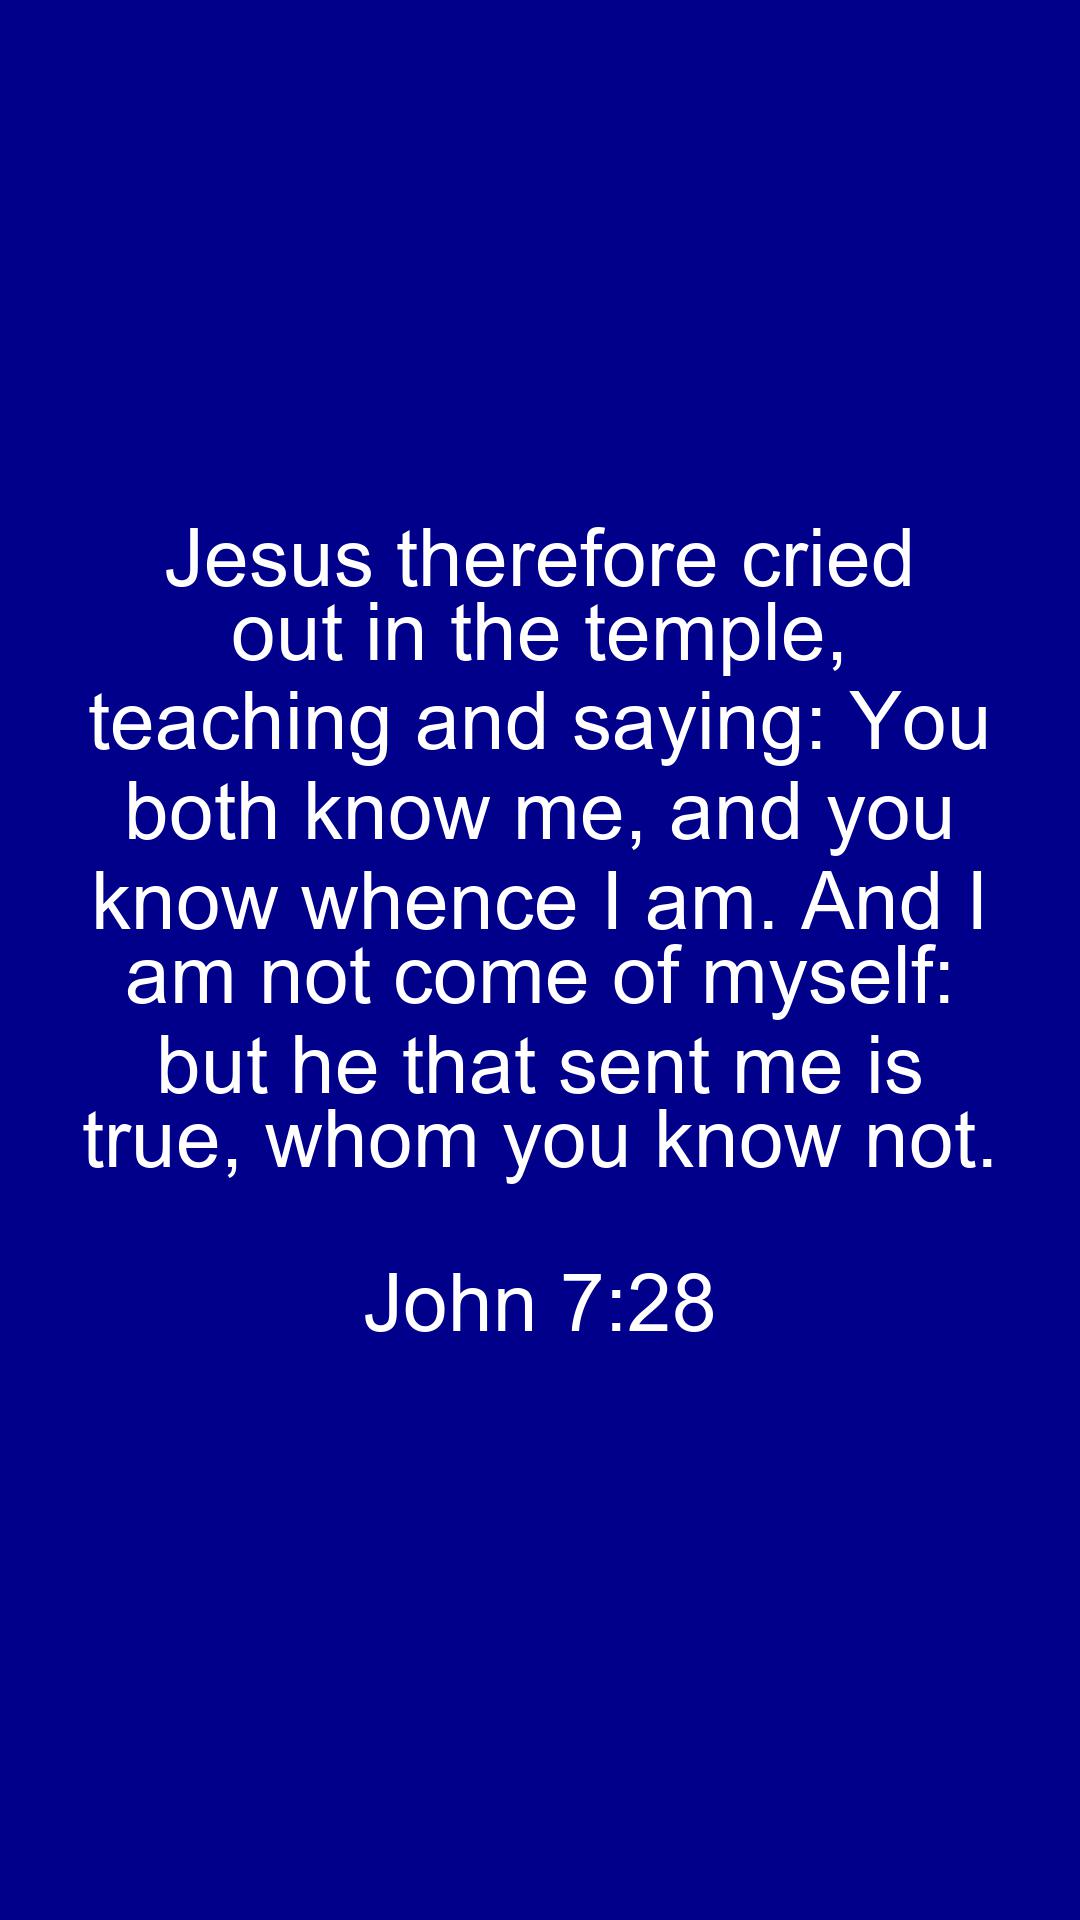 Jesus therefore cried
out in the temple,
teaching and saying: You
both know me, and you
know whence I am. And I
am not come of myself:
but he that sent me is
true, whom you know not.
John 7:28